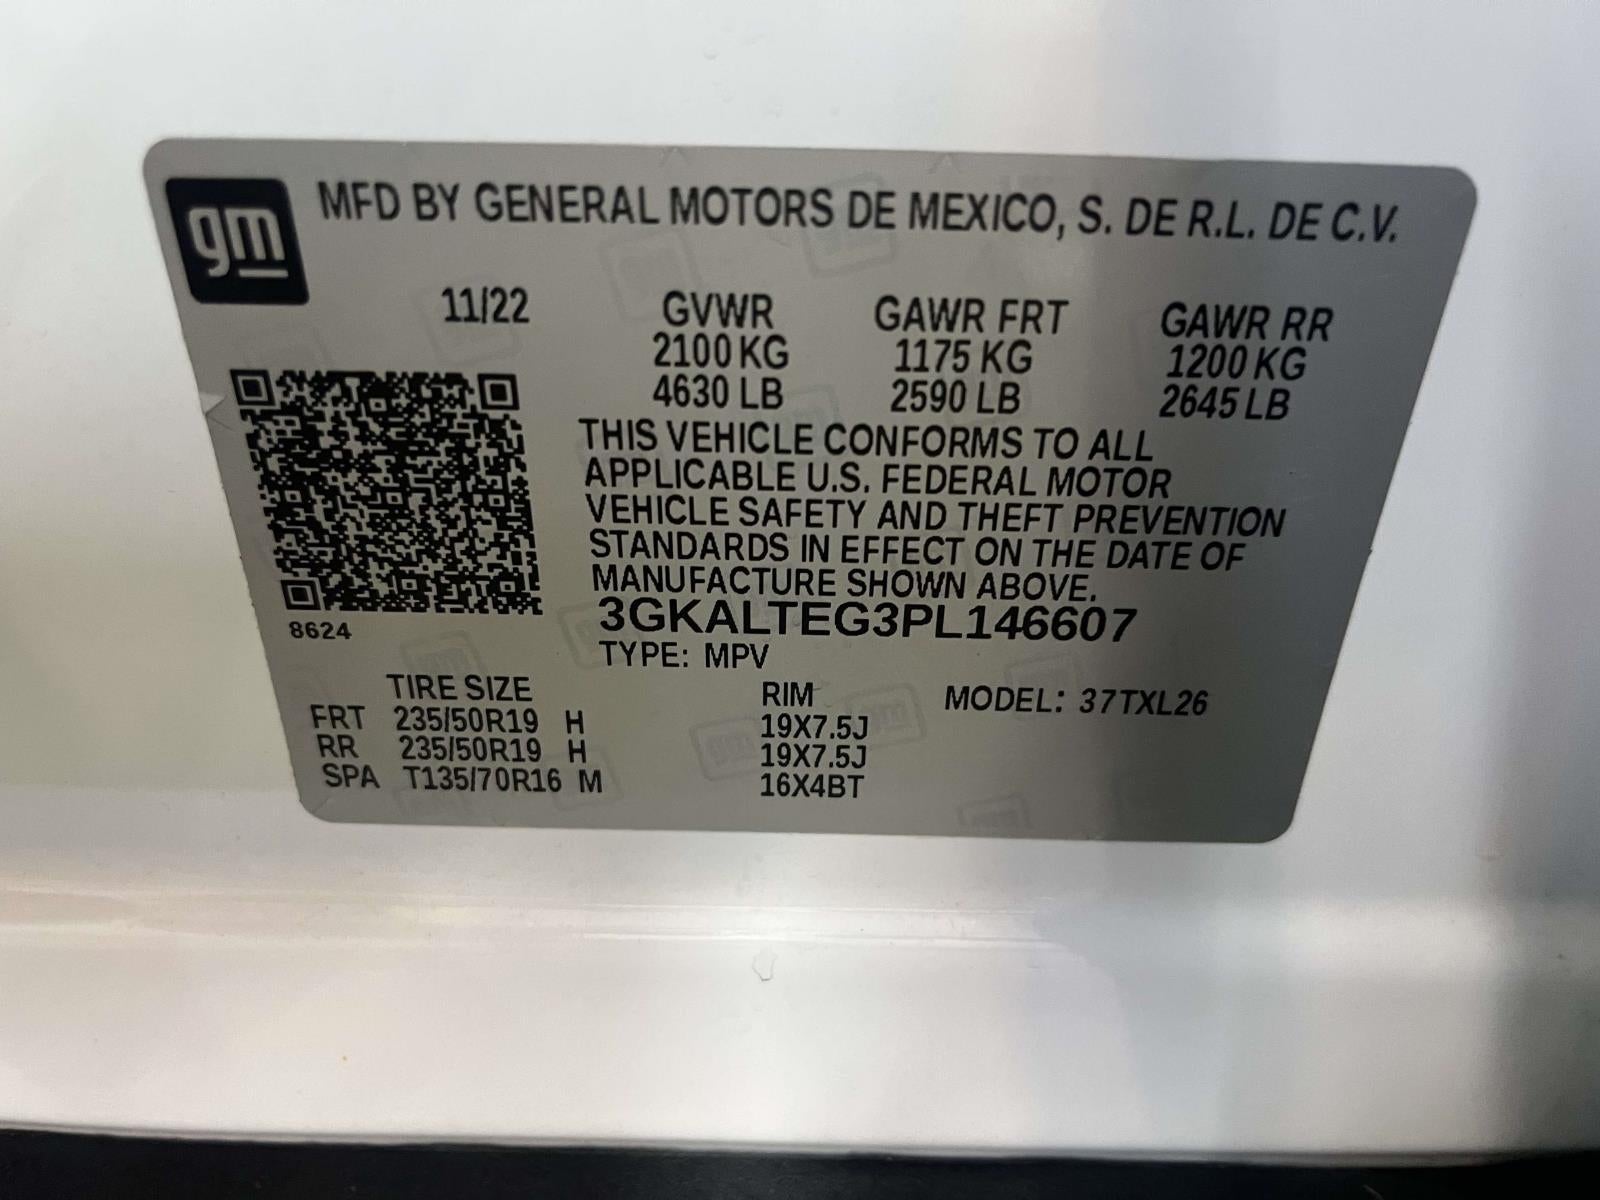 gm MFD BY GENERAL MOTORS DE MEXICO, S. DE R.L. DE C.V.
11/22 GVWR GAWR FRT GAWR RR
2100 KG 1175 KG 1200 KG
4630 LB 2590 LB 2645 LB
THIS VEHICLE CONFORMS TO ALL
APPLICABLE U.S. FEDERAL MOTOR
VEHICLE SAFETY AND THEFT PREVENTION
STANDARDS IN EFFECT ON THE DATE OF
MANUFACTURE SHOWN ABOVE.
3GKALTEG3PL146607
8624
TYPE: MPV
TIRE SIZE RIM MODEL: 37TXL26
FRT 235/50R19 H 19X7.5J
RR 235/50R19 H 19X7.5J
SPA T135/70R16 M 16X4BT